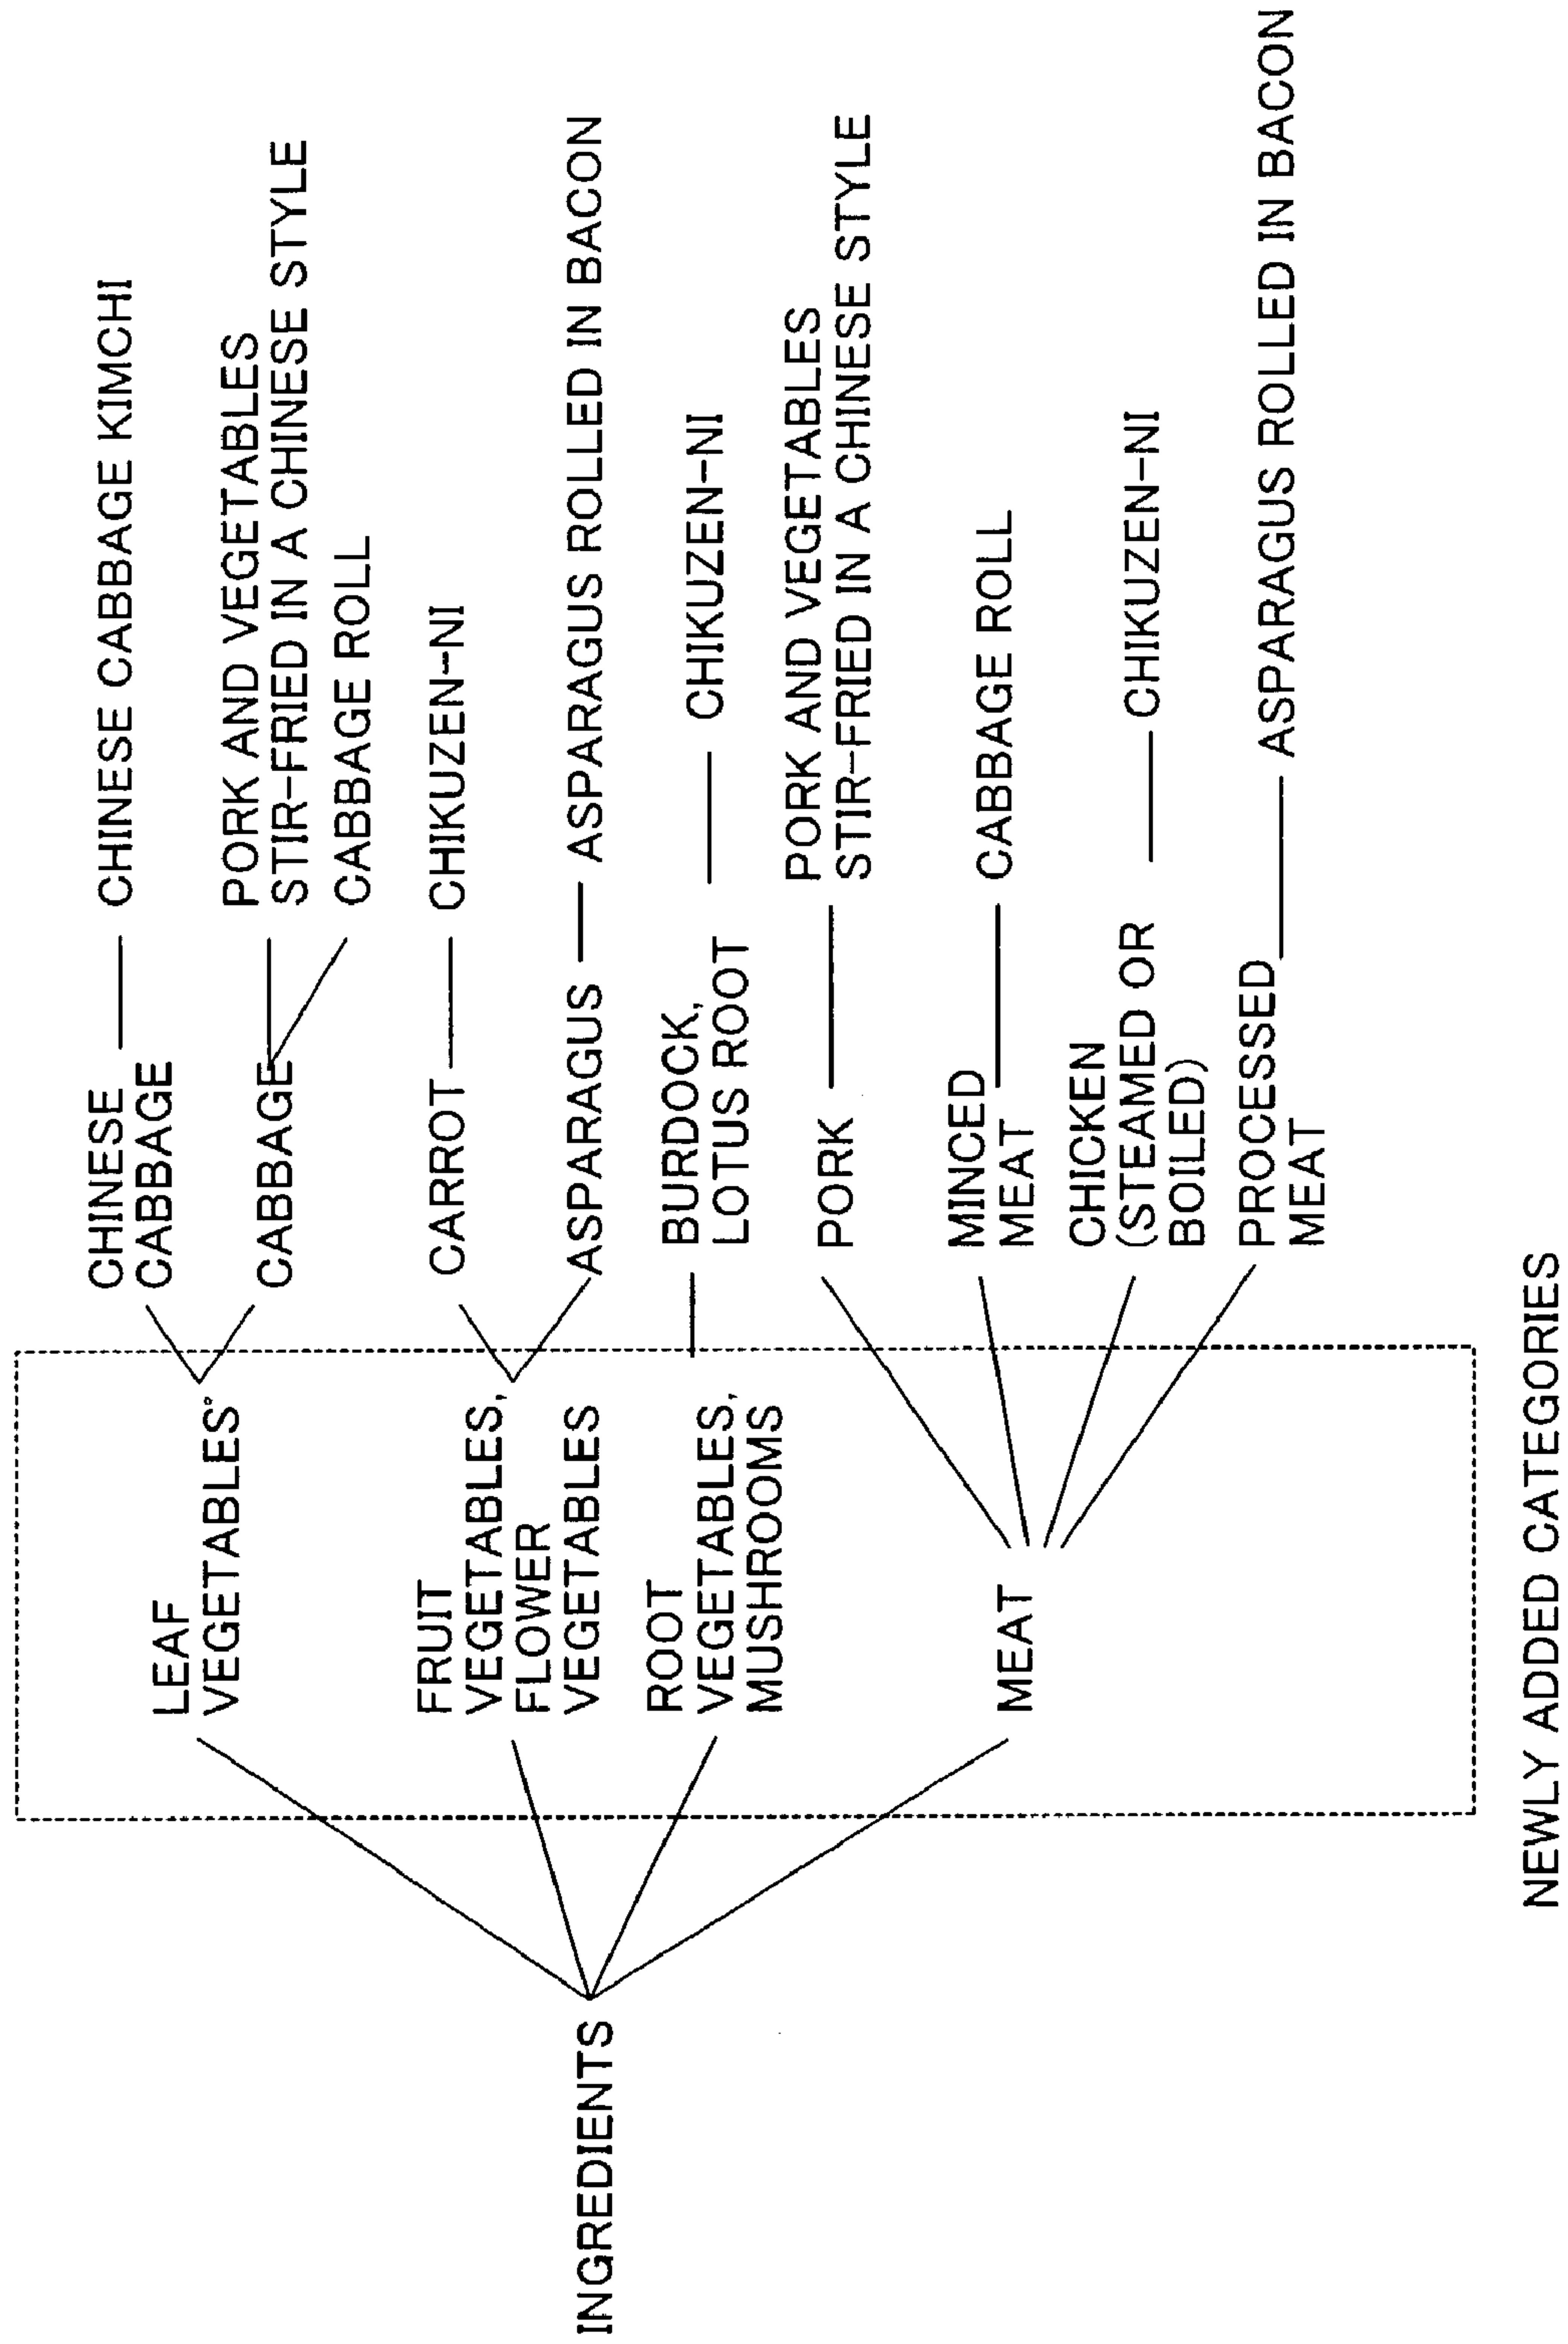 INGREDIENTS
LEAF
VEGETABLES
FRUIT
VEGETABLES,
FLOWER
VEGETABLES
ROOT
VEGETABLES,
MUSHROOMS
MEAT
CHINESE
CABBAGE
CABBAGE
CARROT
ASPARAGUS
BURDOCK,
LOTUS ROOT
PORK
MINCED
MEAT
CHICKEN
(STEAMED OR
BOILED)
PROCESSED
MEAT
CHINESE CABBAGE KIMCHI
PORK AND VEGETABLES
STIR-FRIED IN A CHINESE STYLE
CABBAGE ROLL
CHIKUZEN-NI
ASPARAGUS ROLLED IN BACON
CHIKUZEN-NI
PORK AND VEGETABLES
STIR-FRIED IN A CHINESE STYLE
CABBAGE ROLL
CHIKUZEN-NI
ASPARAGUS ROLLED IN BACON
NEWLY ADDED CATEGORIES